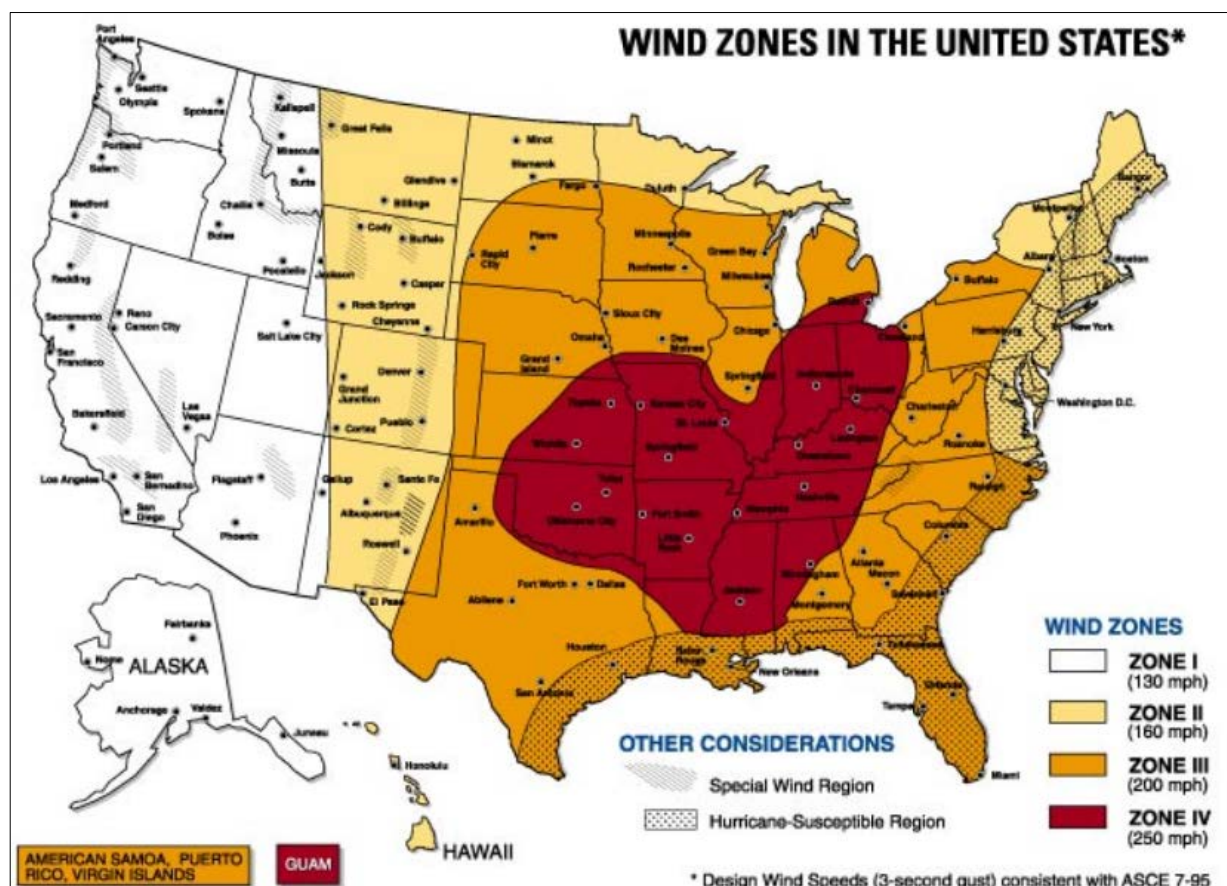 WIND ZONES IN THE UNITED STATES*
Port
Angeles
Seattle
Olympia
Spokane
Kalispell
Great Falls
Missoula
Butte
Portland
Salem
Medford
Challis
Boise
Pocatello
Jackson
Glendive
Billings
Cody
Buffalo
Casper
Rock Springs
Cheyenne
Minot
Bismarck
Fargo
Duluth
Pierre
Rapid
City
Minneapolis
Rochester
Green Bay
Milwaukee
Sioux City
Des
Moines
Omaha
Grand
Island
Chicago
Springfield
Detroit
Cleveland
Buffalo
Albany
Montpelier
Bangor
Boston
New York
Harrisburg
Washington D.C.
Redding
Sacramento
San
Francisco
Reno
Carson City
Salt Lake City
Las
Vegas
Bakersfield
Los Angeles
San
Bernadino
San
Diego
Flagstaff
Phoenix
Grand
Junction
Cortez
Denver
Pueblo
Gallup
Santa Fe
Albuquerque
Roswell
El Paso
Amarillo
Topeka
Wichita
Kansas City
St. Louis
Springfield
Tulsa
Oklahoma City
Fort Smith
Little
Rock
Memphis
Nashville
Indianapolis
Cincinnati
Lexington
Charleston
Roanoke
Raleigh
Columbia
Atlanta
Macon
Savannah
Birmingham
Montgomery
Jackson
Fort Worth
Dallas
Abilene
Houston
San Antonio
Baton
Rouge
New Orleans
Tallahassee
Orlando
Tampa
Miami
Fairbanks
Nome
ALASKA
Anchorage
Valdez
Juneau
Honolulu
HAWAII
AMERICAN SAMOA, PUERTO
RICO, VIRGIN ISLANDS
GUAM
OTHER CONSIDERATIONS
Special Wind Region
Hurricane-Susceptible Region
WIND ZONES
ZONE I
(130 mph)
ZONE II
(160 mph)
ZONE III
(200 mph)
ZONE IV
(250 mph)
* Design Wind Speeds (3-second gust) consistent with ASCE 7-95